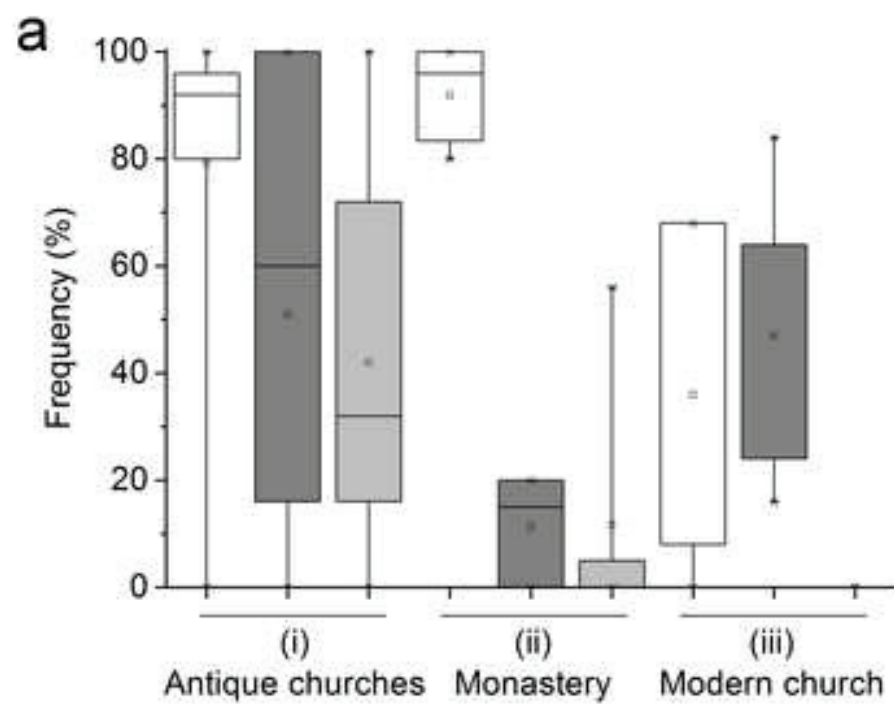 a
Frequency (%)
100
80
60
40
20
0
(i) (ii) (iii)
Antique churches Monastery Modern church